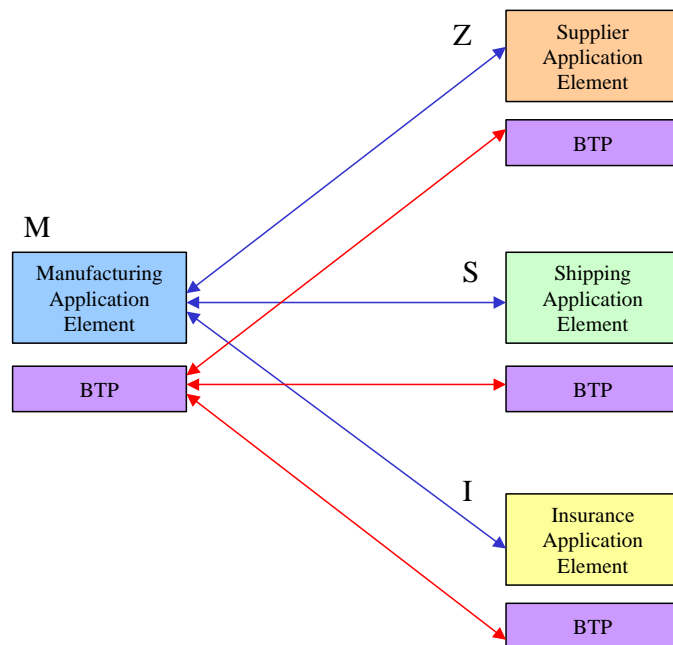 Z
Supplier
Application
Element
BTP
M
Manufacturing
Application
Element
BTP
S
Shipping
Application
Element
BTP
I
Insurance
Application
Element
BTP